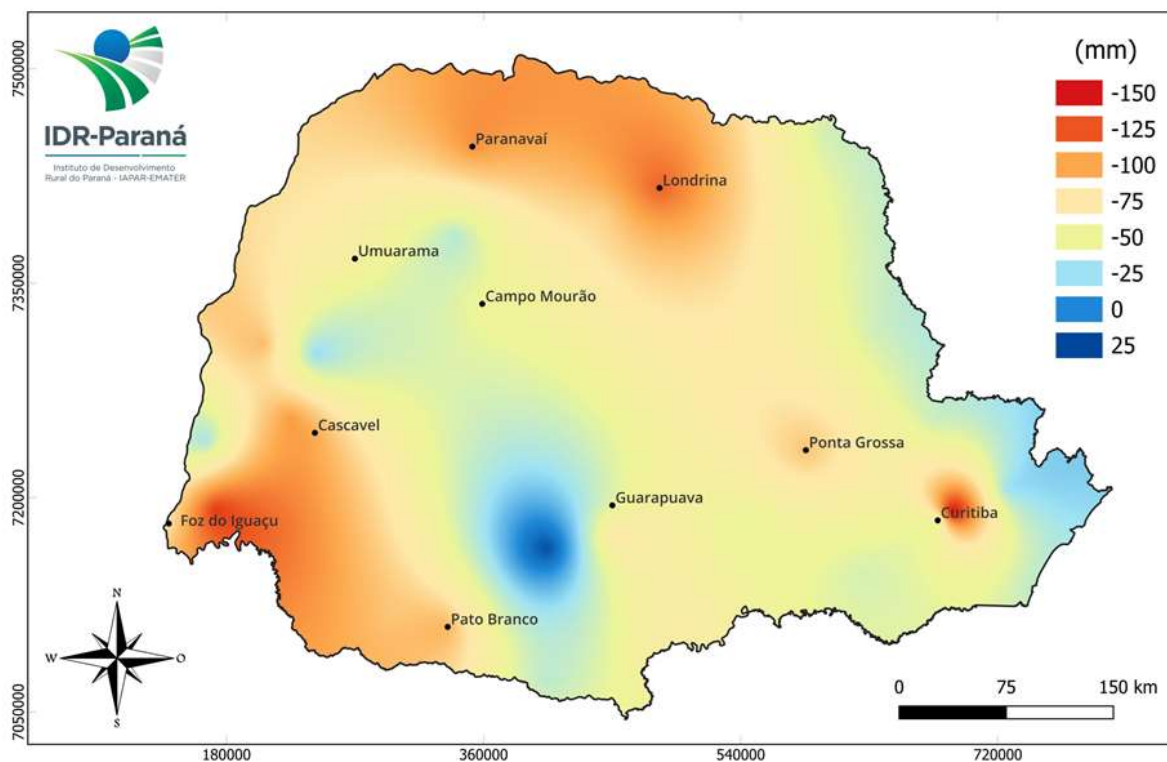 IDR-Paraná
Instituto de Desenvolvimento
Rural do Paraná - IAPAR-EMATER
(mm)
-150
-125
-100
-75
-50
-25
0
25
Paranavaí
Londrina
Umuarama
Campo Mourão
Cascavel
Ponta Grossa
Guarapuava
Foz do Iguaçu
Curitiba
Pato Branco
N
W
O
S
0 75 150 km
7500000
7350000
7200000
7050000
180000 360000 540000 720000